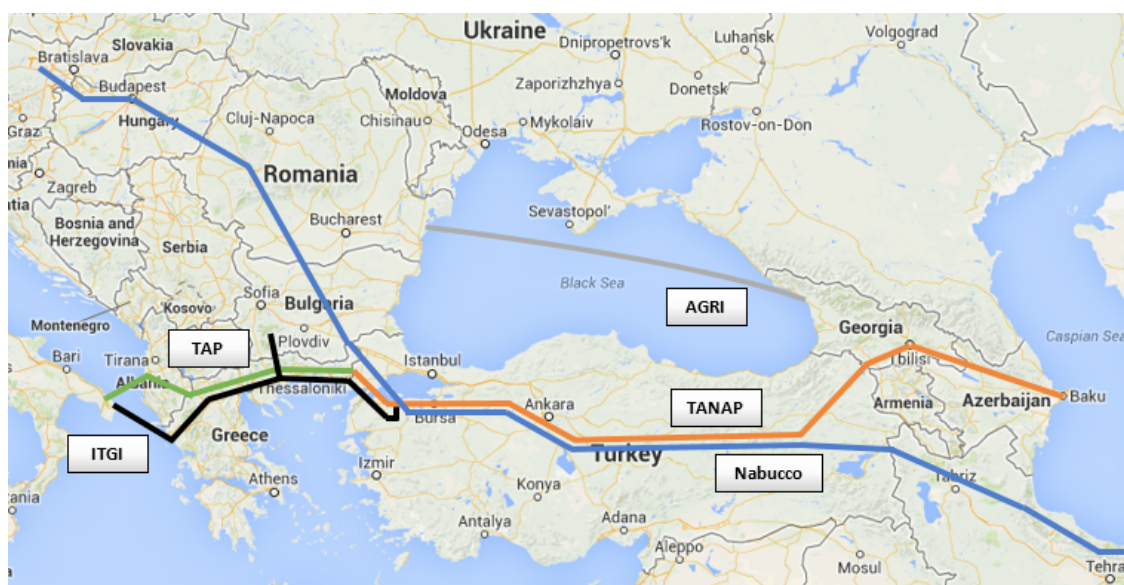 Ukraine
Slovakia
Bratislava
Budapest
Hungary
Graz
Zagreb
Bosnia and
Herzegovina
Serbia
Montenegro
Kosovo
Cluj-Napoca
Romania
Bucharest
Moldova
Chisinau
Odesa
Mykolaiv
Dnipropetrovs'k
Zaporizhzhya
Luhansk
Donetsk
Rostov-on-Don
Volgograd
Sevastopol'
Black Sea
AGRI
Sofia
Bulgaria
Plovdiv
TAP
Bari
Tirana
Albania
Thessaloniki
Greece
ITGI
Athens
Istanbul
Bursa
Izmir
Ankara
Turkey
TANAP
Nabucco
Konya
Antalya
Adana
Aleppo
Mosul
Georgia
Tbilisi
Armenia
Azerbaijan
Baku
Caspian Sea
Tabriz
Tehra